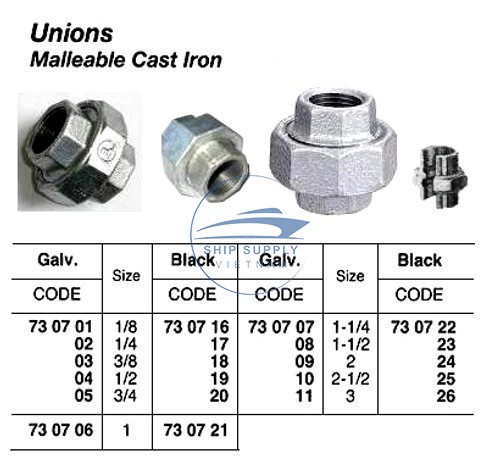 Unions
Malleable Cast Iron
SHIP SUPPLY
VIETNAM
Galv. Size Black Galv. Size Black
CODE CODE CODE CODE
73 07 01 1/8 73 07 16 73 07 07 1-1/4 73 07 22
02 1/4 17 08 1-1/2 23
03 3/8 18 09 2 24
04 1/2 19 10 2-1/2 25
05 3/4 20 11 3 26
73 07 06 1 73 07 21